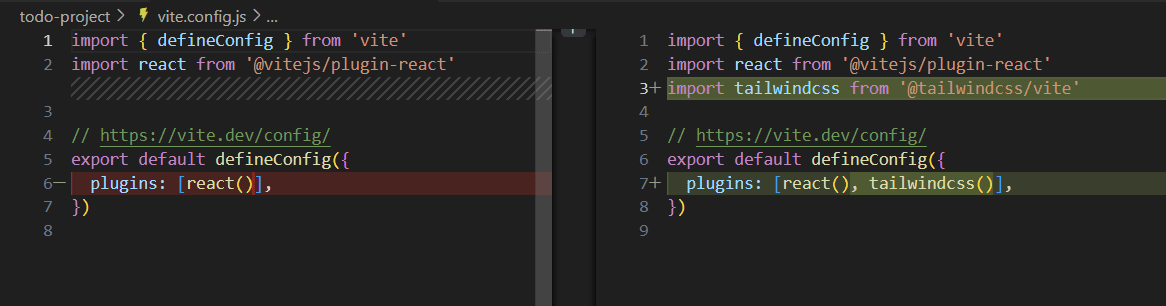 todo-project > vite.config.js > ...
1 import { defineConfig } from 'vite'
2 import react from '@vitejs/plugin-react'
3
4 // https://vite.dev/config/
5 export default defineConfig({
6— plugins: [react()],
7 })
8
1 import { defineConfig } from 'vite'
2 import react from '@vitejs/plugin-react'
3+ import tailwindcss from '@tailwindcss/vite'
4
5 // https://vite.dev/config/
6 export default defineConfig({
7+ plugins: [react(), tailwindcss()],
8 })
9